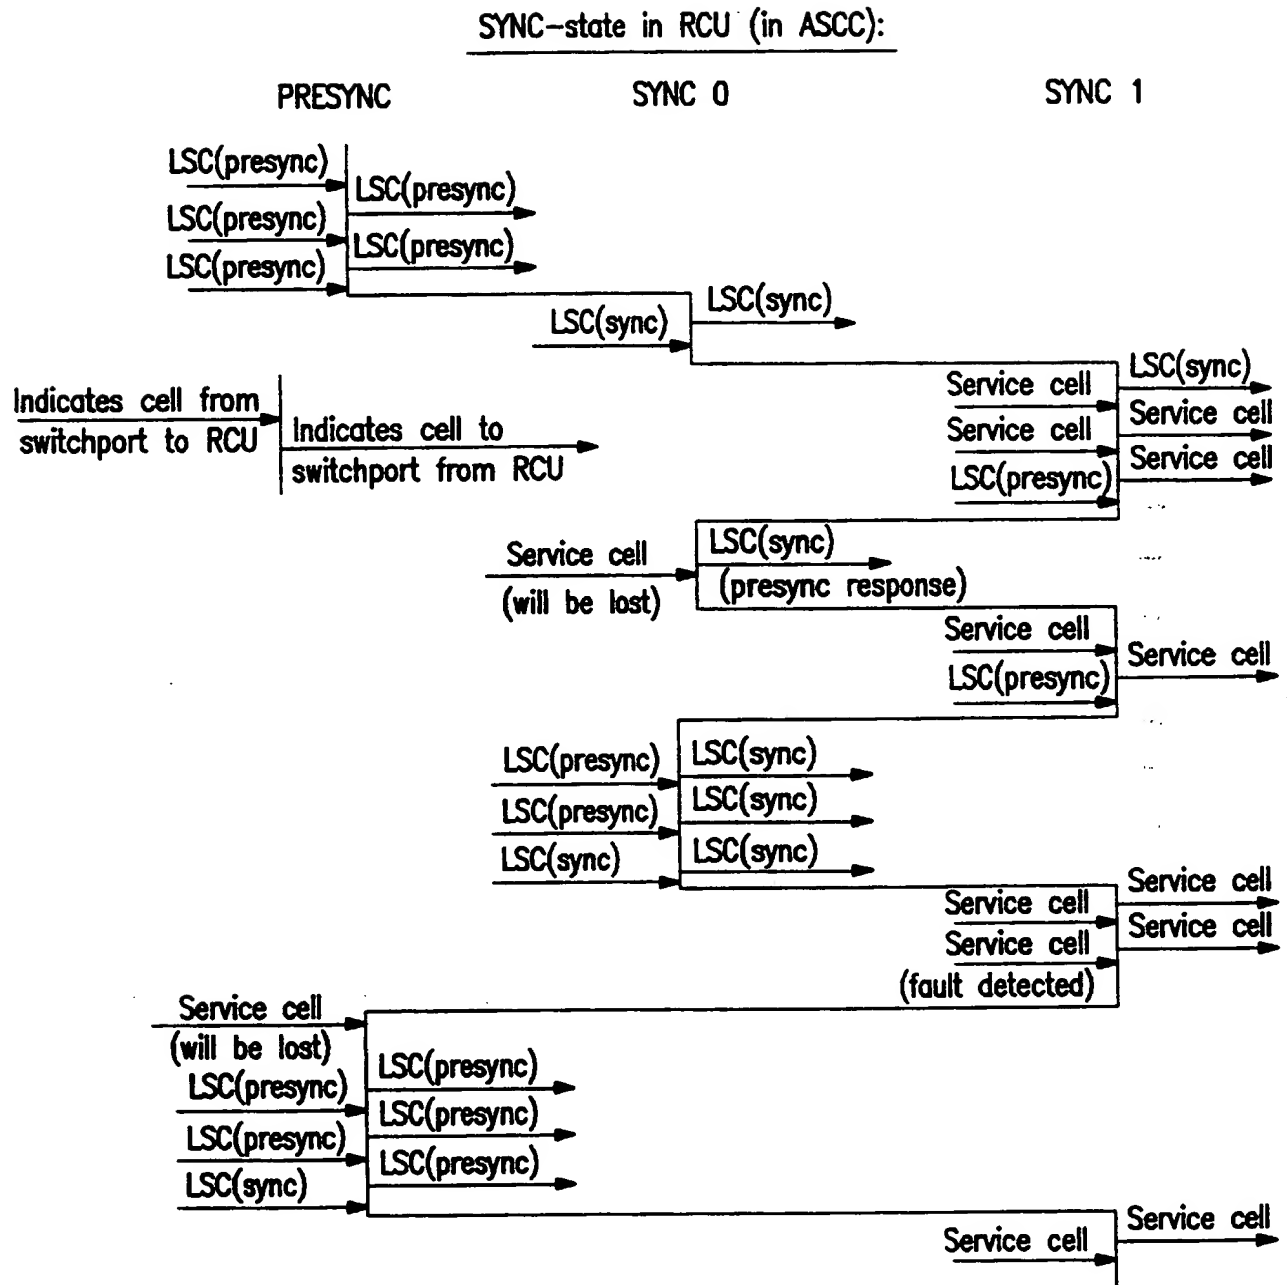 SYNC-state in RCU (in ASCC):
PRESYNC
SYNC 0
SYNC 1
LSC(presync)
LSC(presync)
LSC(presync)
LSC(presync)
LSC(presync)
LSC(sync)
LSC(sync)
Service cell
LSC(sync)
Indicates cell from
switchport to RCU
Indicates cell to
switchport from RCU
Service cell
Service cell
LSC(presync)
Service cell
Service cell
(will be lost)
LSC(sync)
(presync response)
Service cell
Service cell
LSC(presync)
LSC(presync)
LSC(sync)
LSC(presync)
LSC(sync)
LSC(sync)
LSC(sync)
Service cell
Service cell
Service cell
Service cell
(fault detected)
Service cell
(will be lost)
LSC(presync)
LSC(presync)
LSC(presync)
LSC(presync)
LSC(presync)
LSC(sync)
Service cell
Service cell